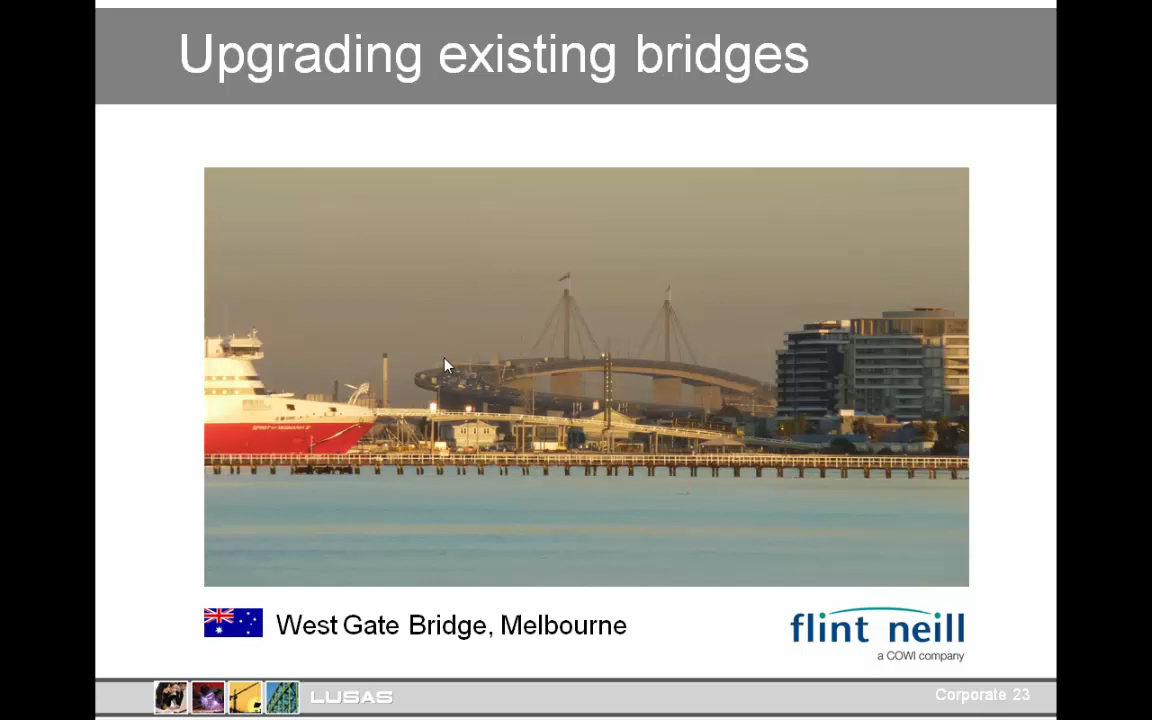 Upgrading existing bridges
West Gate Bridge, Melbourne
flint neill
a COWI company
LUSAS
Corporate 23